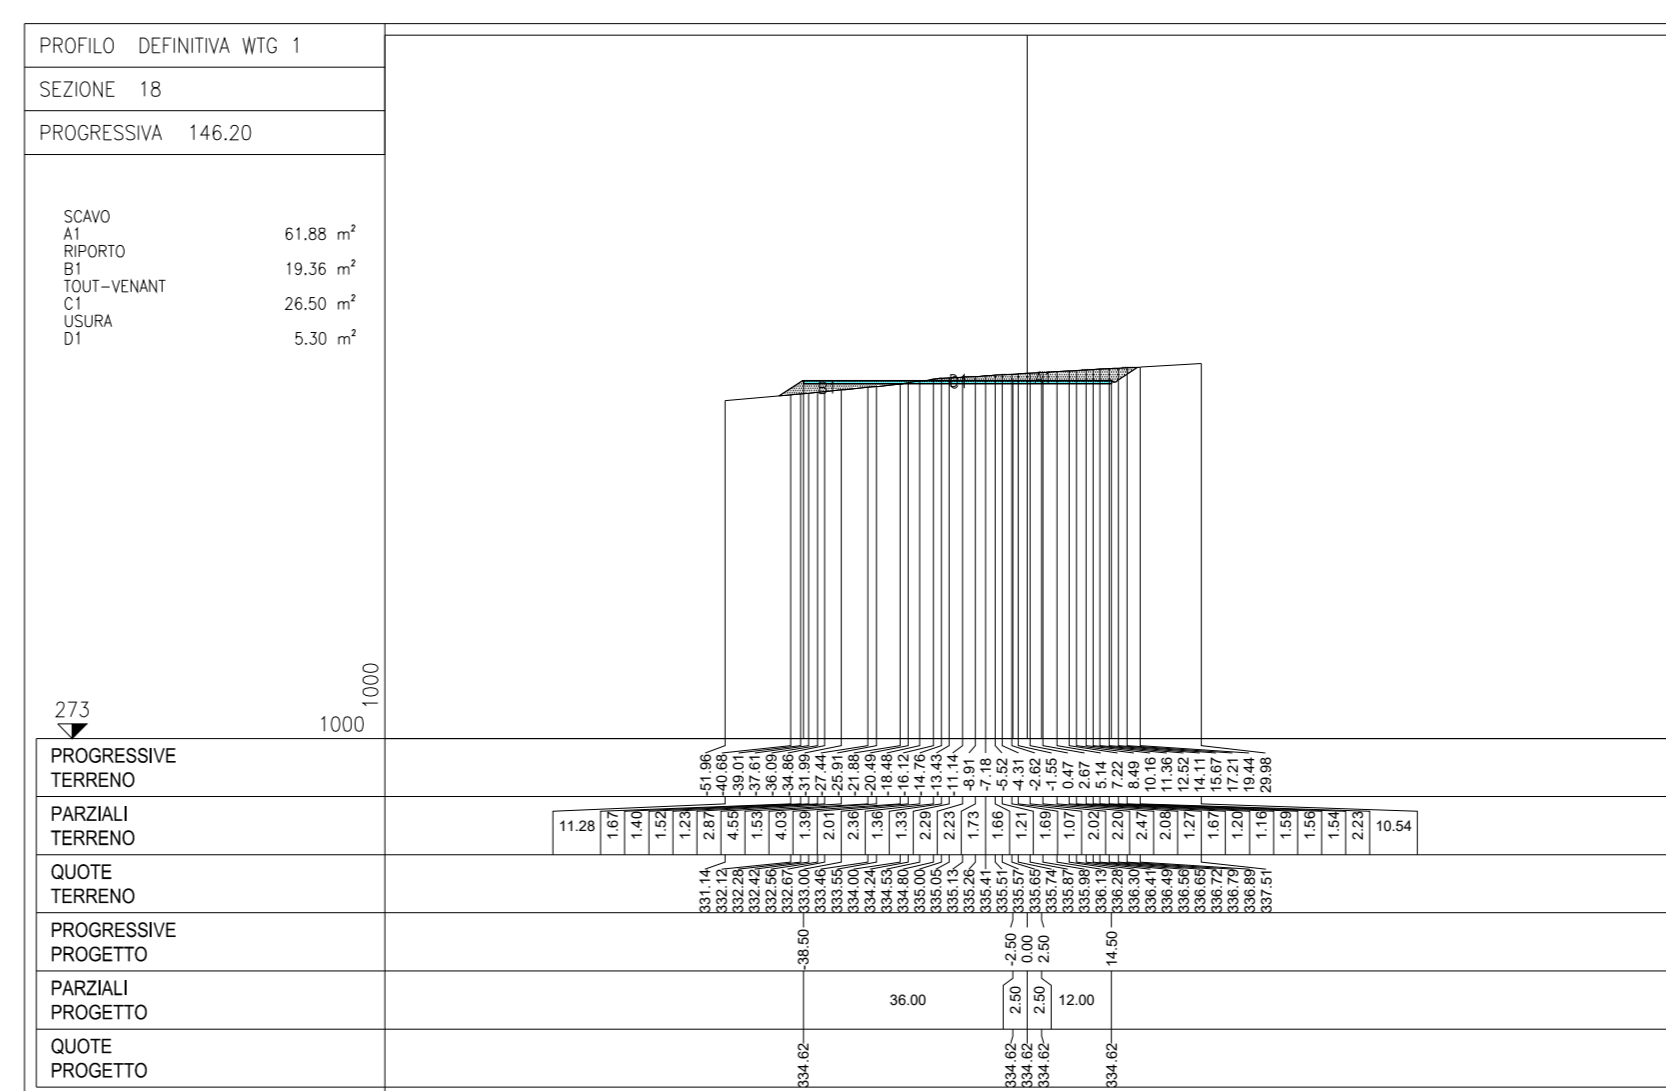 PROFILO DEFINITIVA WTG 1
SEZIONE 18
PROGRESSIVA 146.20
SCAVO
A1 61.88 m²
RIPORTO
B1 19.36 m²
TOUT-VENANT
C1 26.50 m²
USURA
D1 5.30 m²
B1
273
1000
1000
PROGRESSIVE
TERRENO
-51.96 -40.68 -39.01 -37.61 -36.09 -34.86 -31.99 -27.44 -25.91 -21.88 -20.49 -18.48 -16.12 -14.76 -13.43 -11.14 -8.91 -7.18 -5.52 -4.31 -2.62 -1.55 0.47 2.67 5.14 7.22 8.49 10.16 11.36 12.52 14.11 15.67 17.21 19.44 29.98
PARZIALI
TERRENO
11.28 1.67 1.40 1.52 1.23 2.87 4.55 1.53 4.03 1.39 2.01 2.36 1.36 1.33 2.29 2.23 1.73 1.66 1.21 1.69 1.07 2.02 2.20 2.47 2.08 1.27 1.67 1.20 1.16 1.59 1.56 1.54 2.23 10.54
QUOTE
TERRENO
331.14 332.12 332.28 332.42 332.56 332.67 333.00 333.46 333.55 334.00 334.24 334.53 334.80 335.00 335.05 335.13 335.26 335.41 335.51 335.57 335.65 335.74 335.87 335.98 336.13 336.28 336.30 336.41 336.49 336.56 336.65 336.72 336.79 336.89 337.51
PROGRESSIVE
PROGETTO
-38.50 -2.50 0.00 2.50 14.50
PARZIALI
PROGETTO
36.00 2.50 2.50 12.00
QUOTE
PROGETTO
334.62 334.62 334.62 334.62 334.62